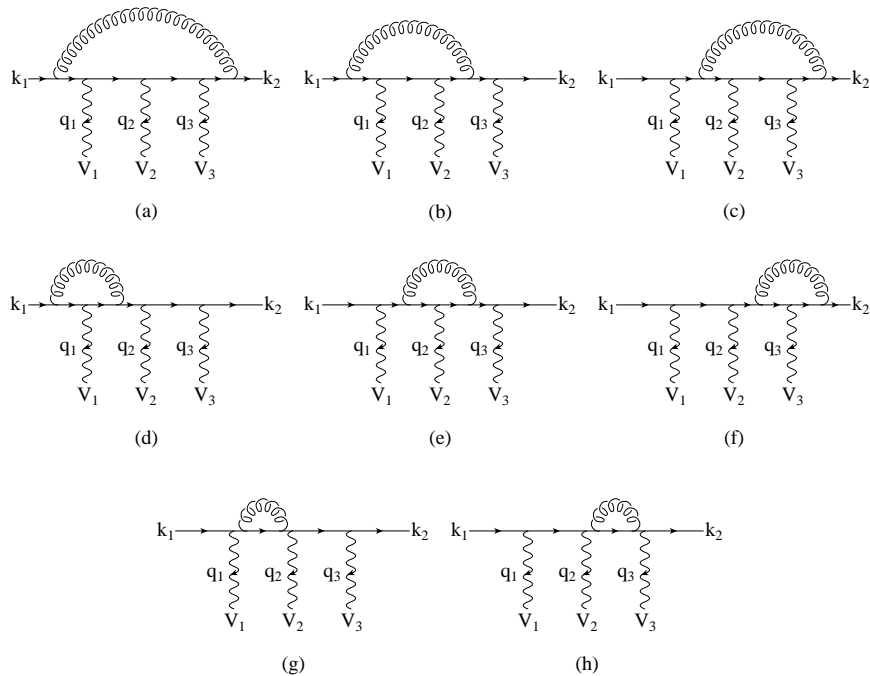 k1 k2 k1 k2 k1 k2
q1 q2 q3 q1 q2 q3 q1 q2 q3
V1 V2 V3 V1 V2 V3 V1 V2 V3
(a) (b) (c)
k1 k2 k1 k2 k1 k2
q1 q2 q3 q1 q2 q3 q1 q2 q3
V1 V2 V3 V1 V2 V3 V1 V2 V3
(d) (e) (f)
k1 k2 k1 k2
q1 q2 q3 q1 q2 q3
V1 V2 V3 V1 V2 V3
(g) (h)